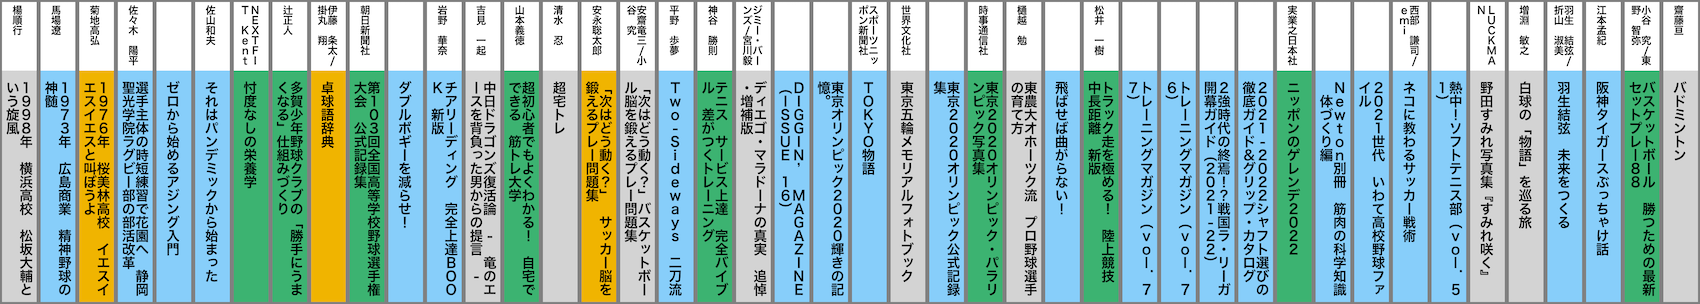 齋藤亘
バドミントン
小谷 究/東
野 智弥
バスケットボール 勝つための最新
セットプレー88
江本孟紀
阪神タイガースぶっちゃけ話
羽生 結弦/
折山 淑美
羽生結弦 未来をつくる
増淵 敏之
白球の「物語」を巡る旅
LUCKMA
N
野田すみれ写真集『すみれ咲く』
熱中！ソフトテニス部（vol.5
1）
西部 謙司/
emi
ネコに教わるサッカー戦術
2021世代 いわて高校野球ファ
イル
Newton別冊 筋肉の科学知識
体づくり編
実業之日本社
ニッポンのゲレンデ2022
2021-2022シャフト選びの
徹底ガイド&グリップ・カタログ
2強時代の終焉!?戦国ラ・リーガ
開幕ガイド（2021-22）
トレーニングマガジン（vol.7
6）
トレーニングマガジン（vol.7
7）
松井 一樹
トラック走を極める! 陸上競技
中長距離 新版
飛ばせば曲がらない！
樋越 勉
東農大オホーツク流 プロ野球選手
の育て方
時事通信社
東京2020オリンピック・パラリ
ンピック写真集
東京2020オリンピック公式記録
集
世界文化社
東京五輪メモリアルフォトブック
スポーツニッ
ポン新聞社
TOKYO物語
東京オリンピック2020輝きの記
憶。
DIGGIN' MAGAZINE
（ISSUE 16）
ジミー・バー
ンズ/宮川毅
ディエゴ・マラドーナの真実 追悼
・増補版
神谷 勝則
テニス サービス上達 完全バイブ
ル 差がつくトレーニング
平野 歩夢
Two-Sideways 二刀流
安齋竜三/小
谷 究
「次はどう動く？」 バスケットボー
ル脳を鍛えるプレー問題集
安永聡太郎
「次はどう動く？」 サッカー脳を
鍛えるプレー問題集
清水 忍
超宅トレ
山本義徳
超初心者でもよくわかる！ 自宅で
できる 筋トレ大学
吉見 一起
中日ドラゴンズ復活論 - 竜のエ
ースを背負った男からの提言 -
岩野 華奈
チアリーディング 完全上達BOO
K 新版
ダブルボギーを減らせ！
朝日新聞社
第103回全国高等学校野球選手権
大会 公式記録集
伊藤 条太/
掛丸 翔
卓球語辞典
辻正人
多賀少年野球クラブの「勝手にうま
くなる」仕組みづくり
NEXTFI
T Kent
忖度なしの栄養学
佐山和夫
それはパンデミックから始まった
ゼロから始めるアジング入門
佐々木 陽平
選手主体の時短練習で花園へ 静岡
聖光学院ラグビー部の部活改革
菊地高弘
1976年 桜美林高校 イエスイ
エスイエスと叫ぼうよ
馬場遼
1973年 広島商業 精神野球の
神髄
楊順行
1998年 横浜高校 松坂大輔と
いう旋風